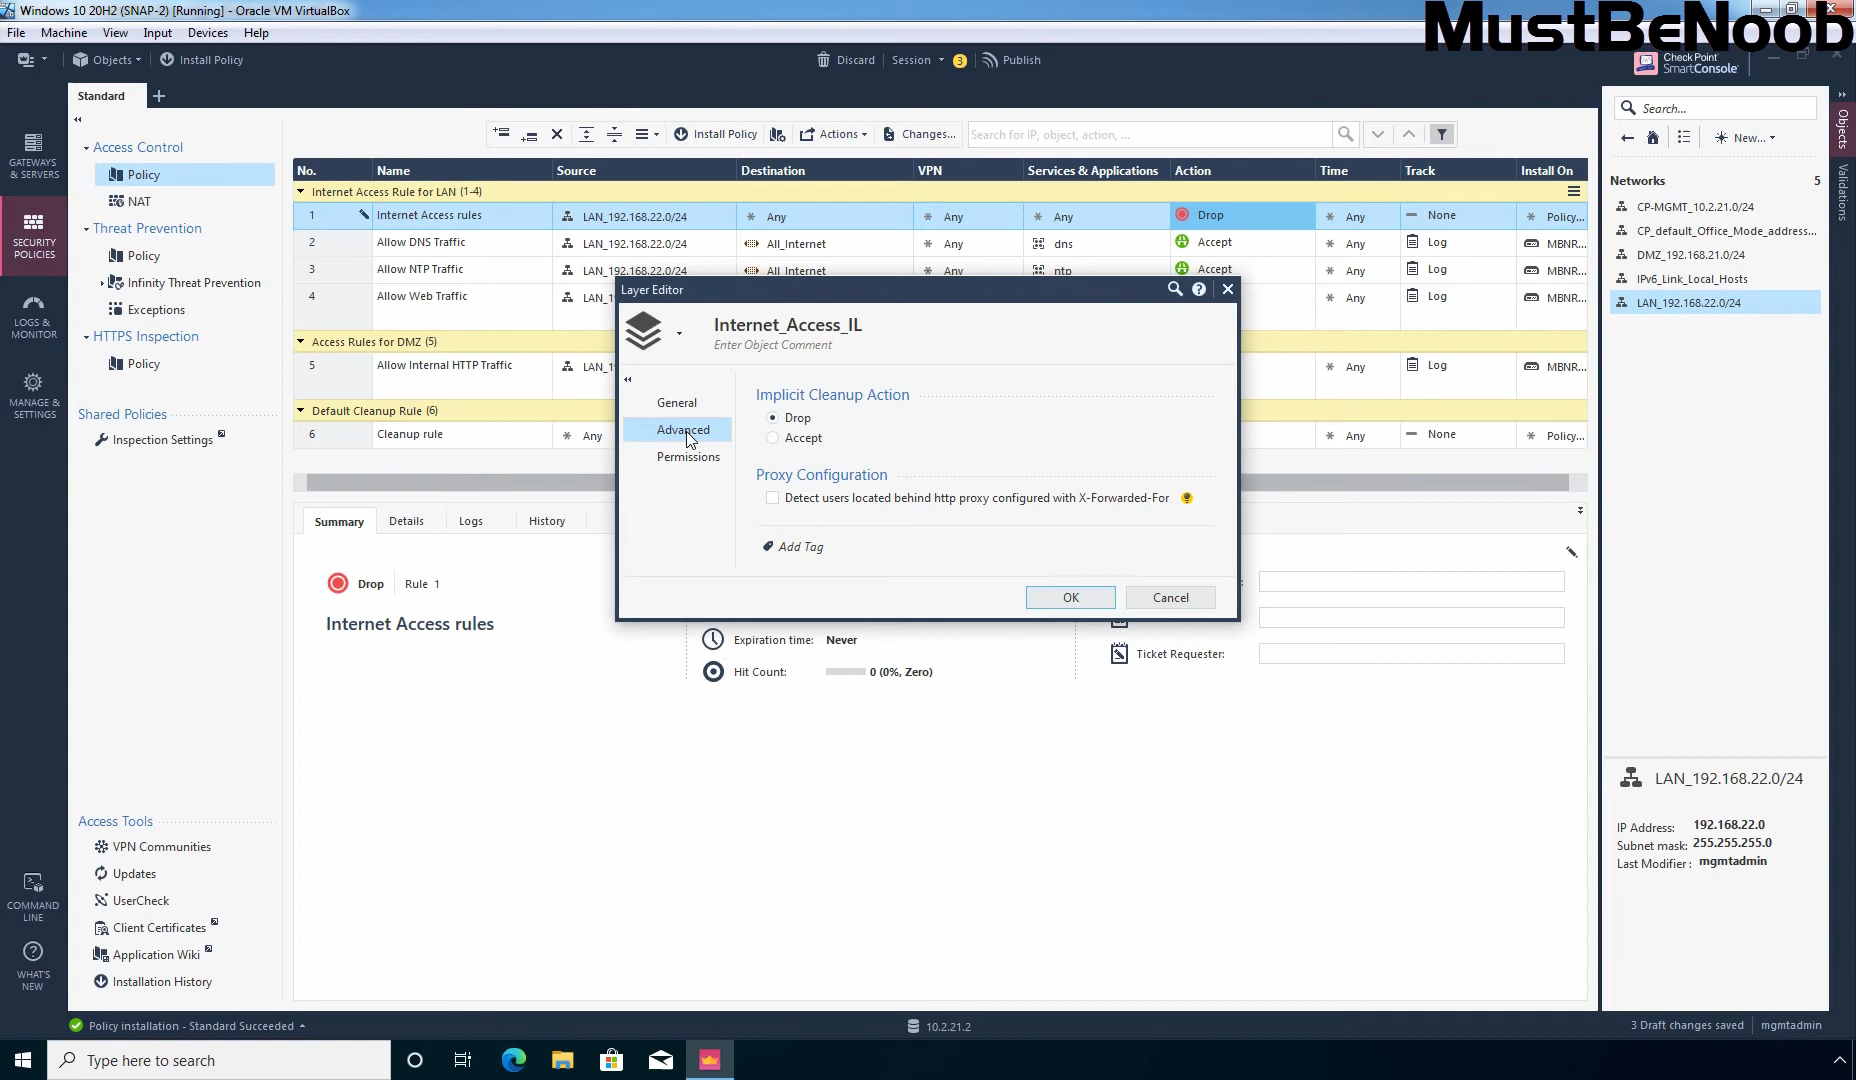 Windows 10 20H2 (SNAP-2) [Running] - Oracle VM VirtualBox
MustBeNoob
File Machine View Input Devices Help
Objects Install Policy Discard Session 3 Publish
Check Point
SmartConsole
Standard
Access Control
Policy
NAT
Threat Prevention
Policy
Infinity Threat Prevention
Exceptions
HTTPS Inspection
Policy
Shared Policies
Inspection Settings
Access Tools
VPN Communities
Updates
UserCheck
Client Certificates
Application Wiki
Installation History
GATEWAYS
& SERVERS
SECURITY
POLICIES
LOGS &
MONITOR
MANAGE &
SETTINGS
COMMAND
LINE
WHAT'S
NEW
Install Policy Actions Changes... Search for IP, object, action, ...
No. Name Source Destination VPN Services & Applications Action Time Track Install On
Internet Access Rule for LAN (1-4)
1 Internet Access rules LAN_192.168.22.0/24 Any Any Any Drop Any None Policy...
2 Allow DNS Traffic LAN_192.168.22.0/24 All_Internet Any dns Accept Any Log MBNR...
3 Allow NTP Traffic LAN_192.168.22.0/24 All_Internet Any ntp Accept Any Log MBNR...
4 Allow Web Traffic LAN_1 Any Log MBNR...
Access Rules for DMZ (5)
5 Allow Internal HTTP Traffic LAN_1 Any Log MBNR...
Default Cleanup Rule (6)
6 Cleanup rule Any Any None Policy...
Layer Editor
Internet_Access_IL
Enter Object Comment
General
Advanced
Permissions
Implicit Cleanup Action
Drop
Accept
Proxy Configuration
Detect users located behind http proxy configured with X-Forwarded-For
Add Tag
OK Cancel
Summary Details Logs History
Drop Rule 1
Internet Access rules
Expiration time: Never
Hit Count: 0 (0%, Zero)
Ticket Requester:
Search...
New...
Networks 5
CP-MGMT_10.2.21.0/24
CP_default_Office_Mode_address...
DMZ_192.168.21.0/24
IPv6_Link_Local_Hosts
LAN_192.168.22.0/24
Objects
Validations
LAN_192.168.22.0/24
IP Address: 192.168.22.0
Subnet mask: 255.255.255.0
Last Modifier : mgmtadmin
Policy installation - Standard Succeeded 10.2.21.2 3 Draft changes saved mgmtadmin
Type here to search